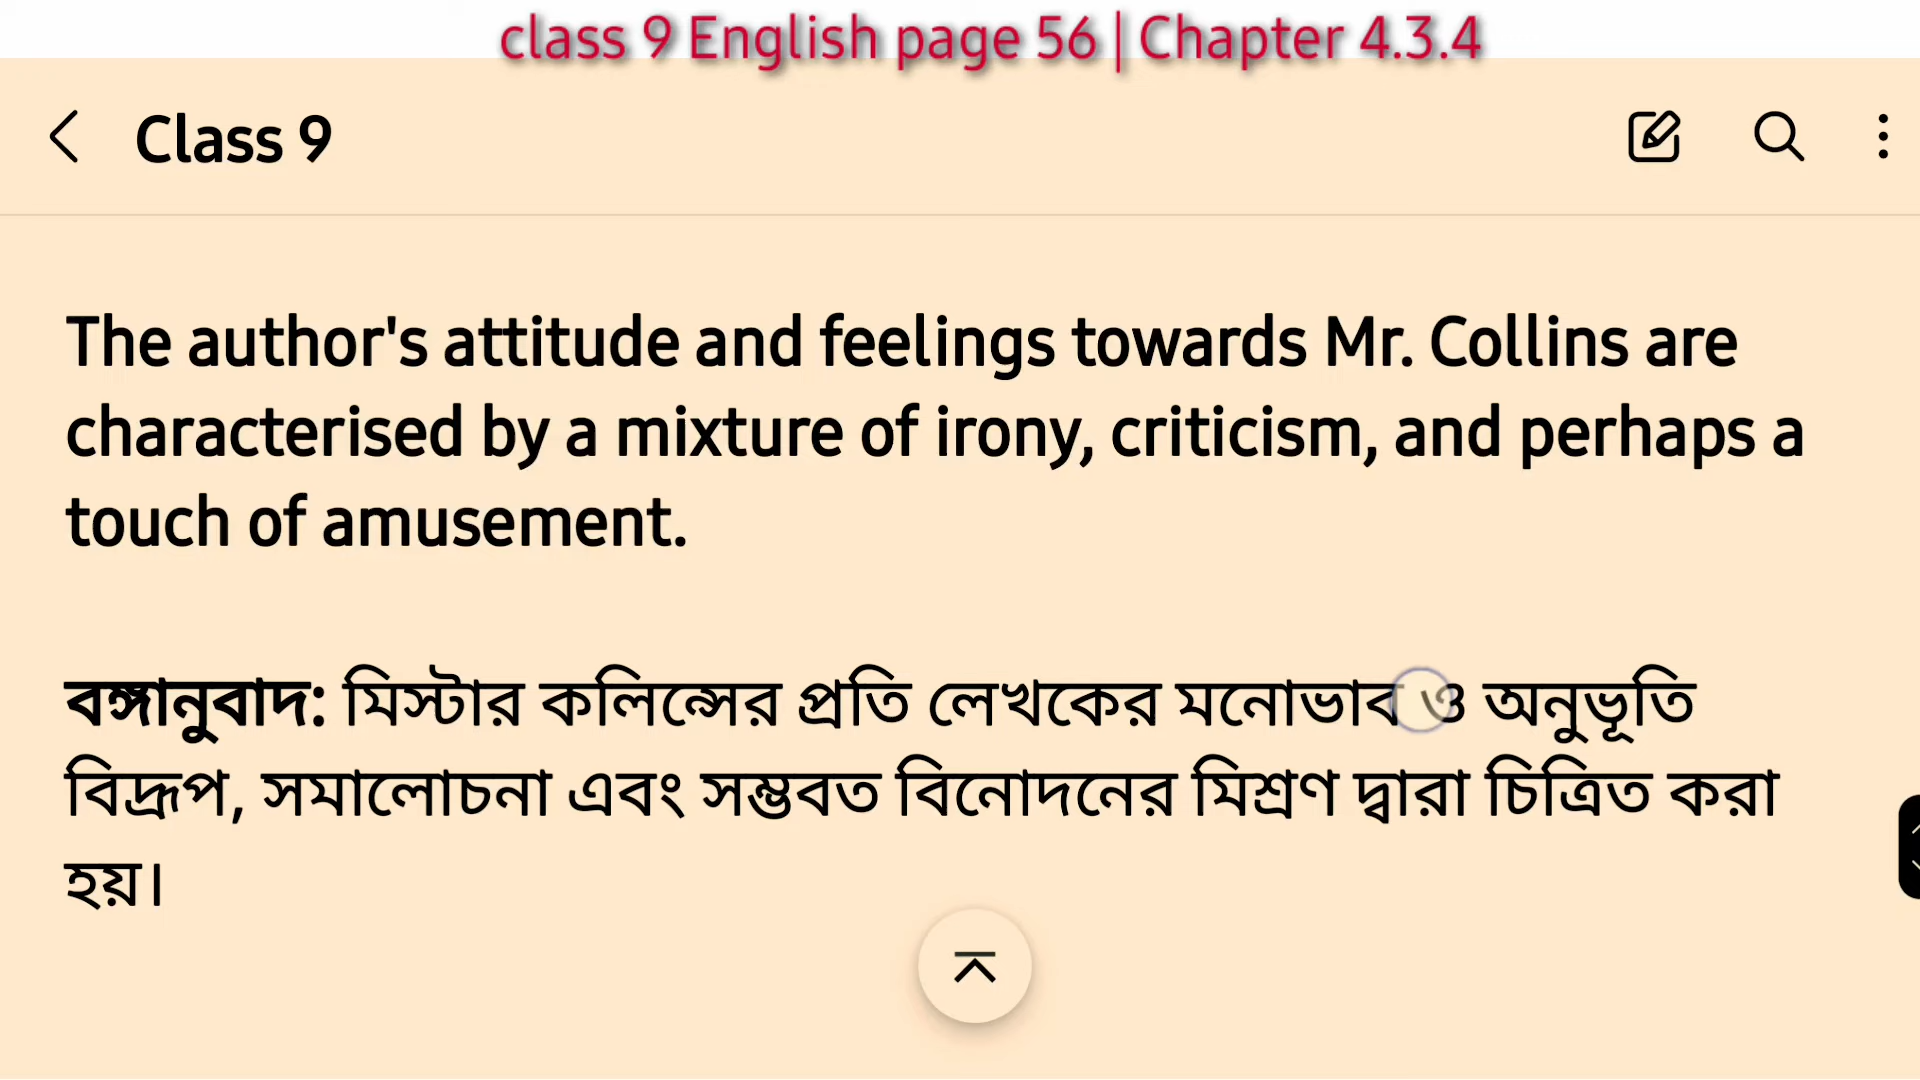 class 9 English page 56 | Chapter 4.3.4
Class 9
The author's attitude and feelings towards Mr. Collins are
characterised by a mixture of irony, criticism, and perhaps a
touch of amusement.
বঙ্গানুবাদ: মিস্টার কলিন্সের প্রতি লেখকের মনোভাব ও অনুভূতি
বিদ্রূপ, সমালোচনা এবং সম্ভবত বিনোদনের মিশ্রণ দ্বারা চিত্রিত করা
হয়।